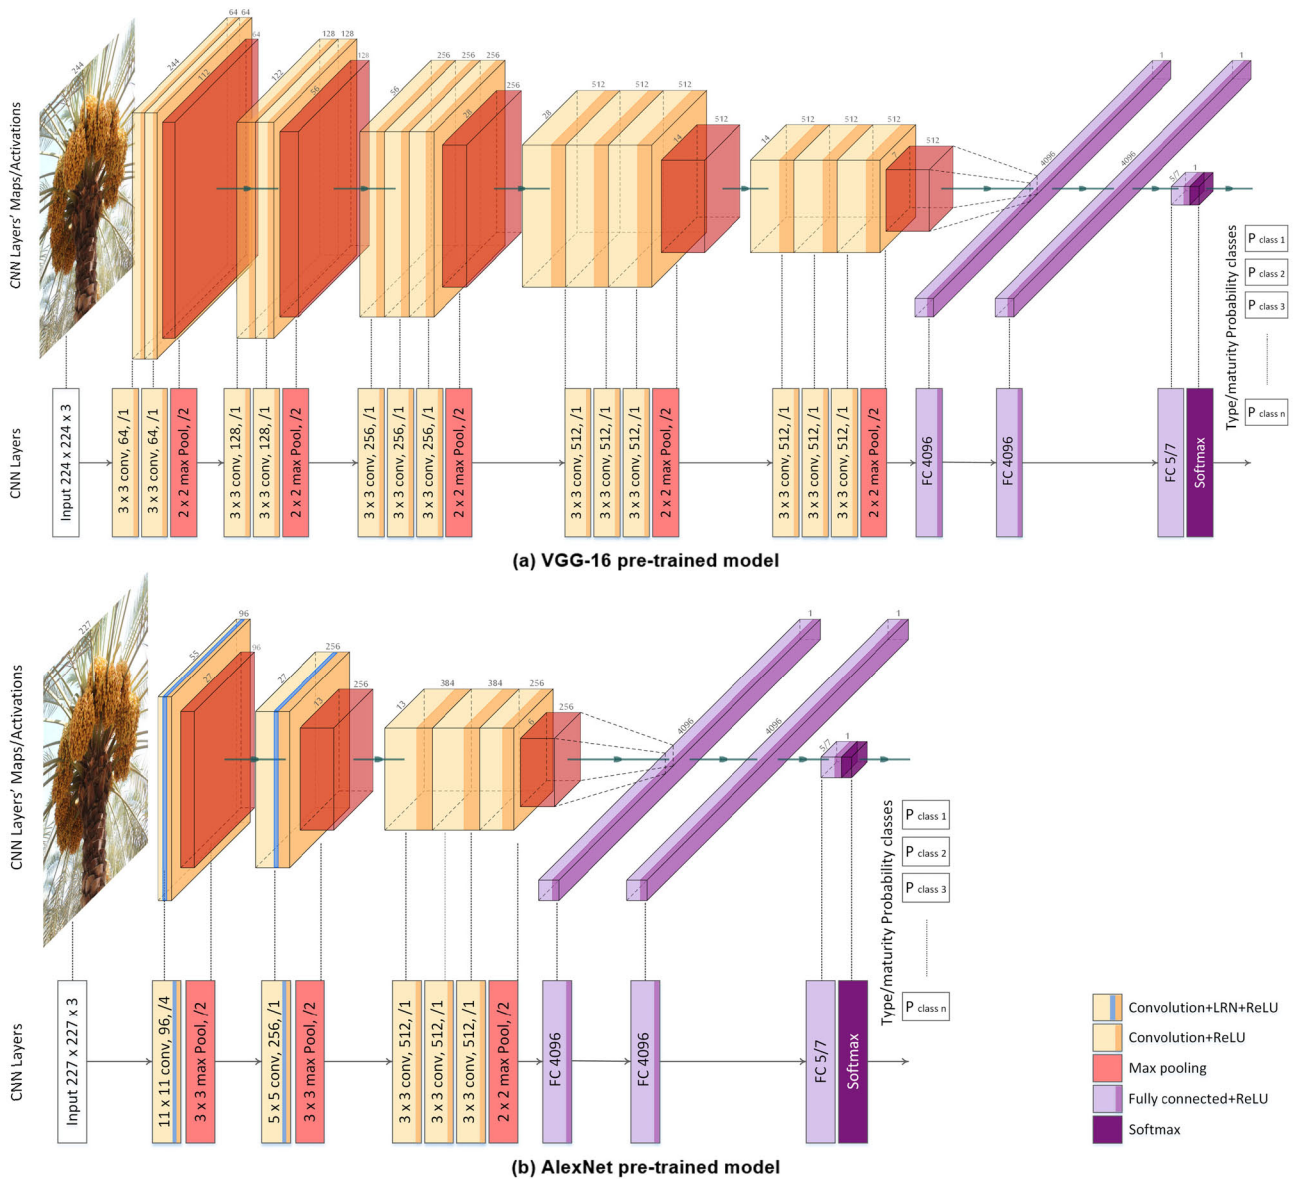 CNN Layers' Maps/Activations
244
244
64
64
112
64
122
128
128
56
128
56
256
256
256
28
256
28
512
512
512
14
512
14
512
512
512
7
512
4096
1
4096
1
5/7
1
Type/maturity Probability classes
P class 1
P class 2
P class 3
P class n
CNN Layers
Input 224 x 224 x 3
3 x 3 conv, 64, /1
3 x 3 conv, 64, /1
2 x 2 max Pool, /2
3 x 3 conv, 128, /1
3 x 3 conv, 128, /1
2 x 2 max Pool, /2
3 x 3 conv, 256, /1
3 x 3 conv, 256, /1
3 x 3 conv, 256, /1
2 x 2 max Pool, /2
3 x 3 conv, 512, /1
3 x 3 conv, 512, /1
3 x 3 conv, 512, /1
2 x 2 max Pool, /2
3 x 3 conv, 512, /1
3 x 3 conv, 512, /1
3 x 3 conv, 512, /1
2 x 2 max Pool, /2
FC 4096
FC 4096
FC 5/7
Softmax
(a) VGG-16 pre-trained model
CNN Layers' Maps/Activations
227
55
96
27
96
27
256
13
256
13
384
384
256
6
256
4096
1
4096
1
5/7
1
Type/maturity Probability classes
P class 1
P class 2
P class 3
P class n
CNN Layers
Input 227 x 227 x 3
11 x 11 conv, 96, /4
3 x 3 max Pool, /2
5 x 5 conv, 256, /1
3 x 3 max Pool, /2
3 x 3 conv, 512, /1
3 x 3 conv, 512, /1
3 x 3 conv, 512, /1
2 x 2 max Pool, /2
FC 4096
FC 4096
FC 5/7
Softmax
Convolution+LRN+ReLU
Convolution+ReLU
Max pooling
Fully connected+ReLU
Softmax
(b) AlexNet pre-trained model